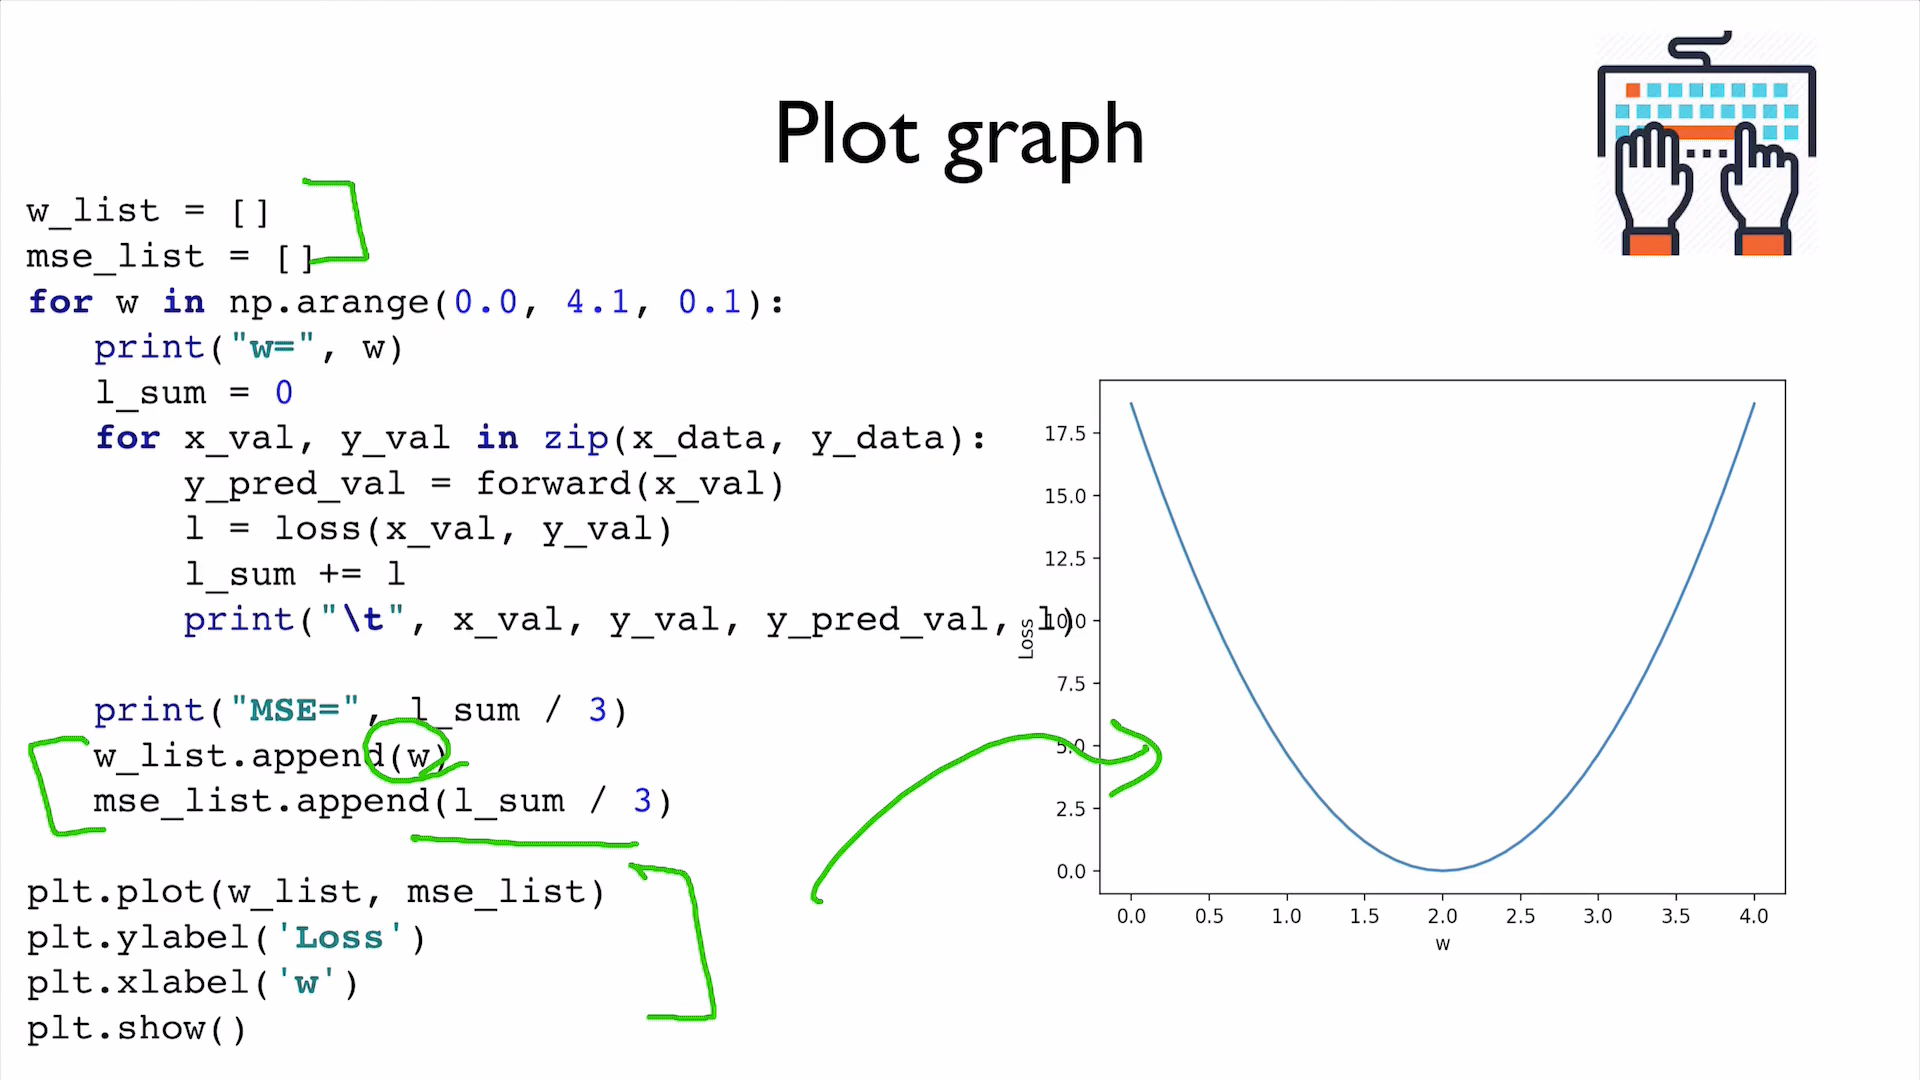 Plot graph
w_list = []
mse_list = []
for w in np.arange(0.0, 4.1, 0.1):
print("w=", w)
l_sum = 0
for x_val, y_val in zip(x_data, y_data):
y_pred_val = forward(x_val)
l = loss(x_val, y_val)
l_sum += l
print("\t", x_val, y_val, y_pred_val, l)
print("MSE=", l_sum / 3)
w_list.append(w)
mse_list.append(l_sum / 3)
plt.plot(w_list, mse_list)
plt.ylabel('Loss')
plt.xlabel('w')
plt.show()
17.5
15.0
12.5
10.0
7.5
5.0
2.5
0.0
Loss
0.0 0.5 1.0 1.5 2.0 2.5 3.0 3.5 4.0
w